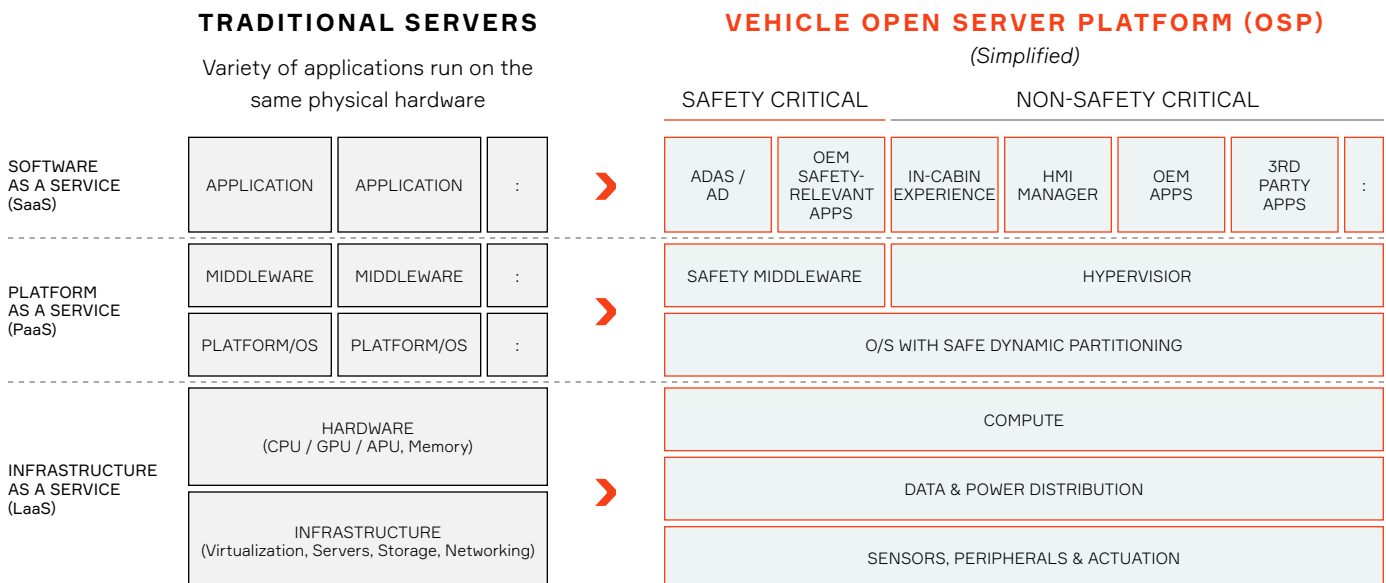 TRADITIONAL SERVERS
Variety of applications run on the
same physical hardware
VEHICLE OPEN SERVER PLATFORM (OSP)
(Simplified)
SAFETY CRITICAL
NON-SAFETY CRITICAL
SOFTWARE
AS A SERVICE
(SaaS)
APPLICATION
APPLICATION
:
ADAS /
AD
OEM
SAFETY-
RELEVANT
APPS
IN-CABIN
EXPERIENCE
HMI
MANAGER
OEM
APPS
3RD
PARTY
APPS
:
PLATFORM
AS A SERVICE
(PaaS)
MIDDLEWARE
MIDDLEWARE
:
SAFETY MIDDLEWARE
HYPERVISIOR
PLATFORM/OS
PLATFORM/OS
:
O/S WITH SAFE DYNAMIC PARTITIONING
INFRASTRUCTURE
AS A SERVICE
(LaaS)
HARDWARE
(CPU / GPU / APU, Memory)
INFRASTRUCTURE
(Virtualization, Servers, Storage, Networking)
COMPUTE
DATA & POWER DISTRIBUTION
SENSORS, PERIPHERALS & ACTUATION